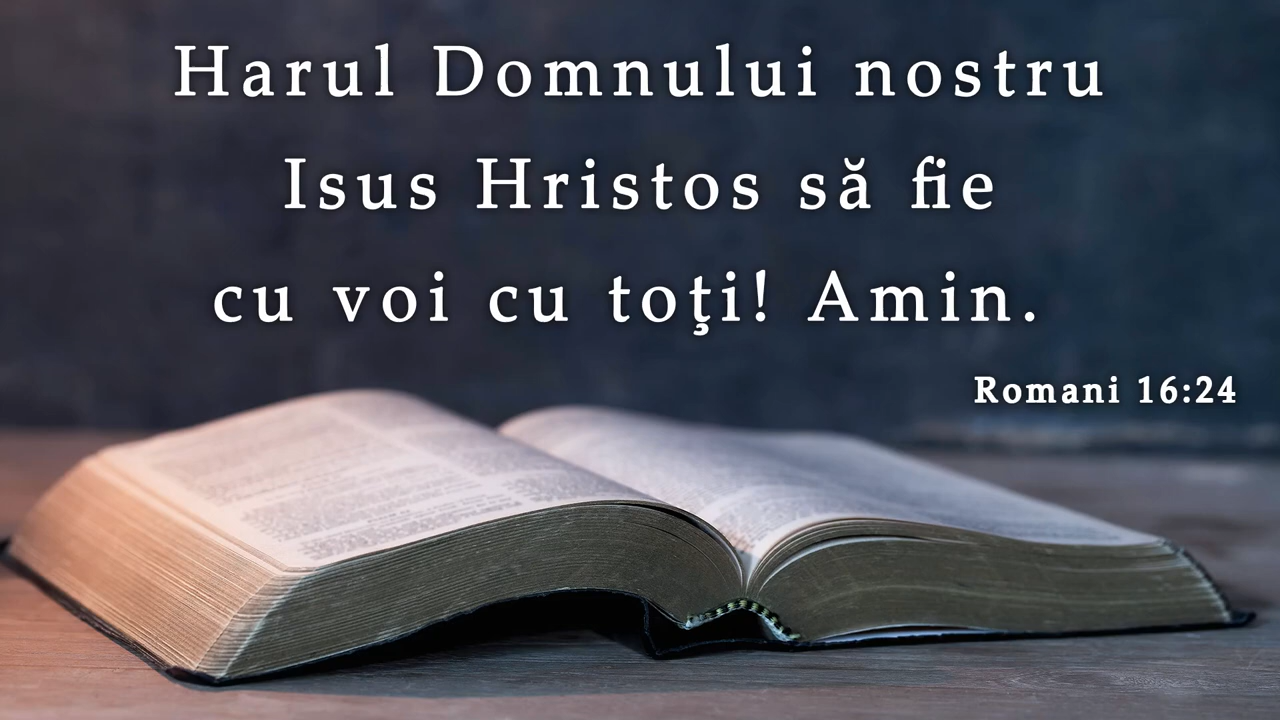 Harul Domnului nostru
Isus Hristos să fie
cu voi cu toţi! Amin.
Romani 16:24